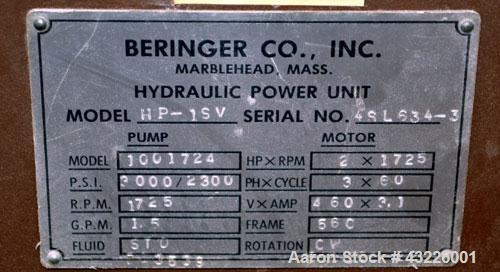 BERINGER CO., INC.
MARBLEHEAD, MASS.
HYDRAULIC POWER UNIT
MODEL HP-1SV SERIAL NO. 4SL634-3
PUMP MOTOR
MODEL 1001724 HP×RPM 2 × 1725
P.S.I. 3000/2300 PH×CYCLE 3 × 60
R.P.M. 1725 V×AMP 460×3.1
G.P.M. 1.5 FRAME 56C
FLUID STD ROTATION CW
Aaron Stock # 43226001